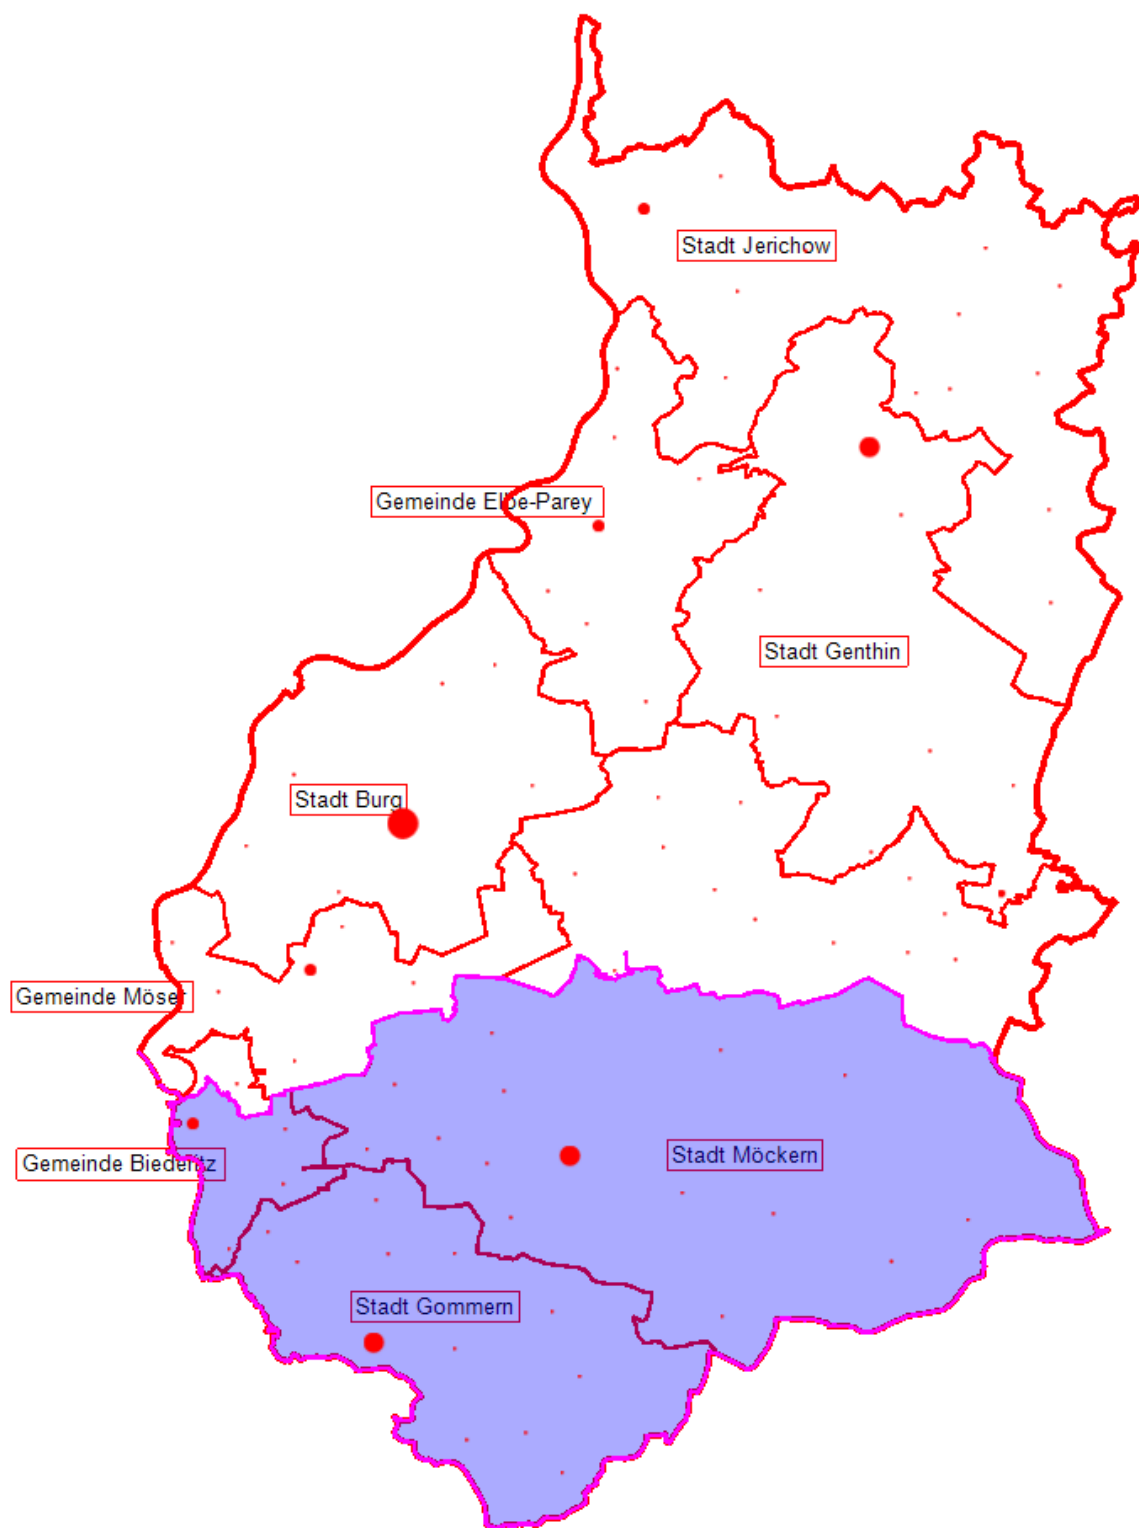 Stadt Jerichow
Gemeinde Elbe-Parey
Stadt Genthin
Stadt Burg
Gemeinde Möser
Gemeinde Biederitz
Stadt Möckern
Stadt Gommern